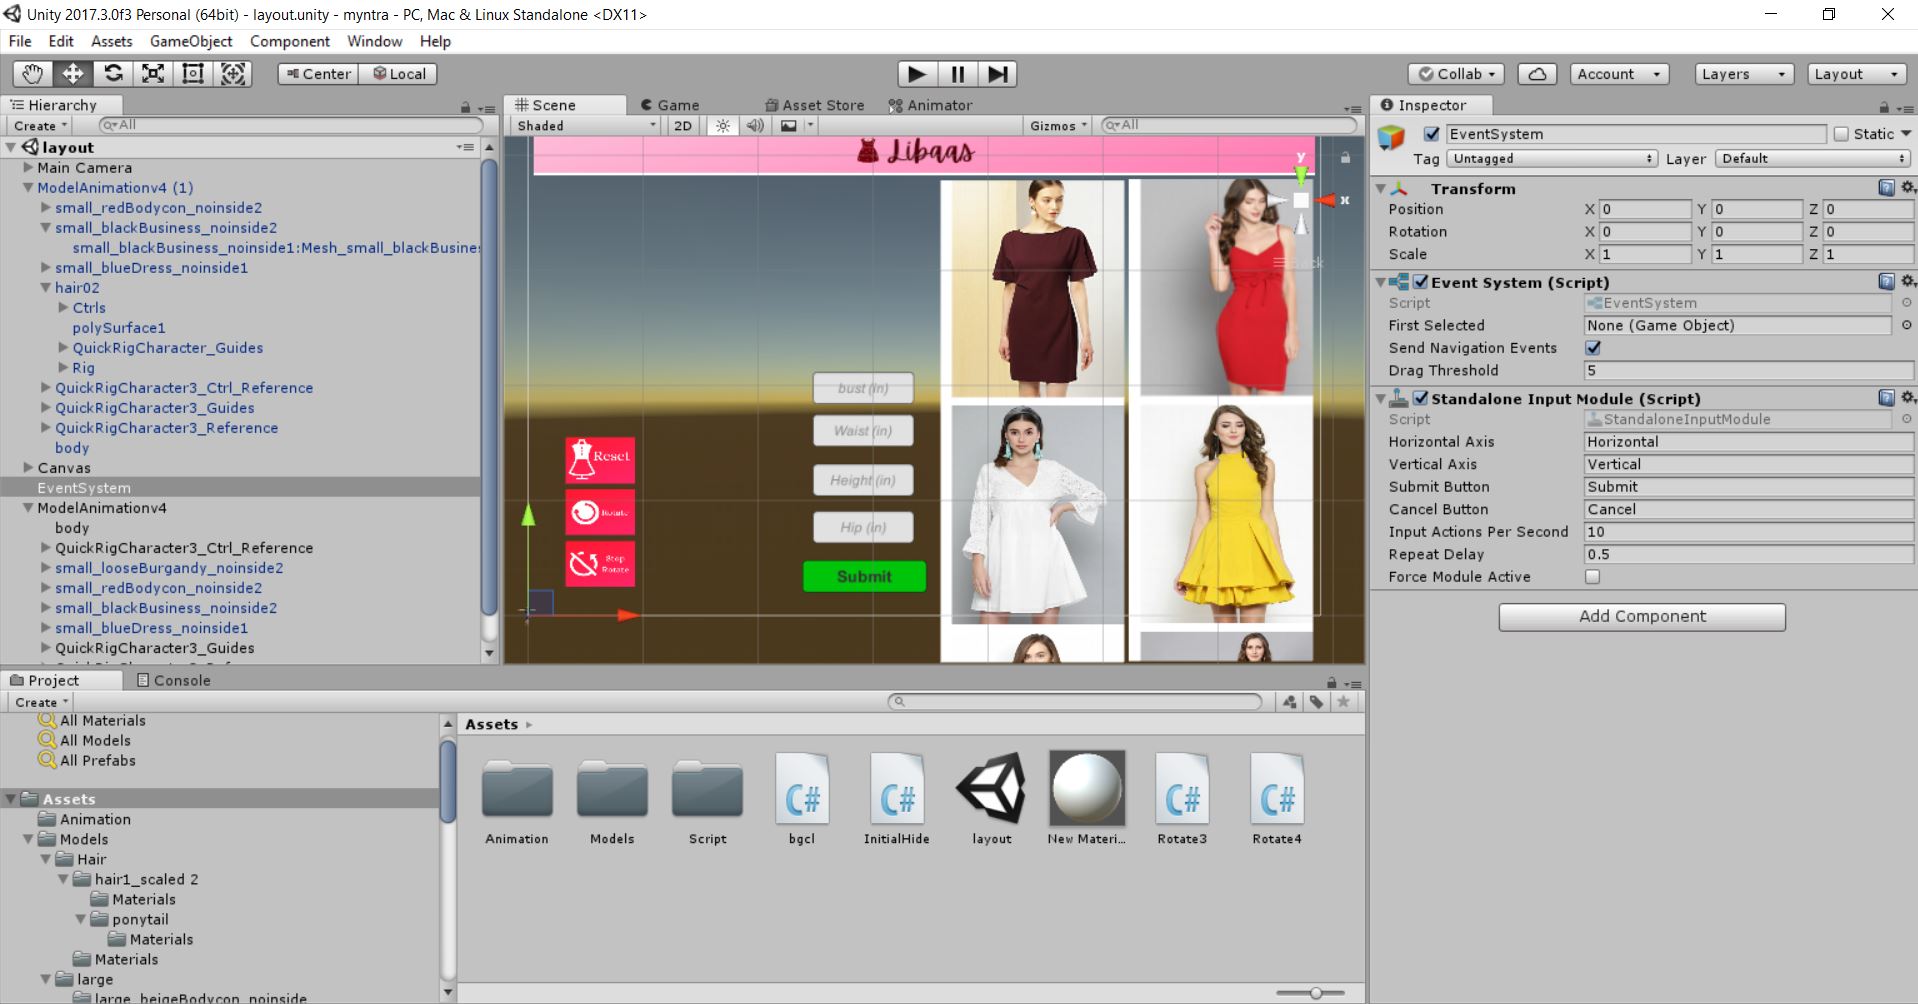 Unity 2017.3.0f3 Personal (64bit) - layout.unity - myntra - PC, Mac & Linux Standalone <DX11>
File Edit Assets GameObject Component Window Help
Center Local Collab Account Layers Layout
Hierarchy
Create All
layout
Main Camera
ModelAnimationv4 (1)
small_redBodycon_noinside2
small_blackBusiness_noinside2
small_blackBusiness_noinside1:Mesh_small_blackBusine
small_blueDress_noinside1
hair02
Ctrls
polySurface1
QuickRigCharacter_Guides
Rig
QuickRigCharacter3_Ctrl_Reference
QuickRigCharacter3_Guides
QuickRigCharacter3_Reference
body
Canvas
EventSystem
ModelAnimationv4
body
QuickRigCharacter3_Ctrl_Reference
small_looseBurgandy_noinside2
small_redBodycon_noinside2
small_blackBusiness_noinside2
small_blueDress_noinside1
QuickRigCharacter3_Guides
Scene Game Asset Store Animator
Shaded 2D Gizmos All
Libaas
y
x
Back
bust (in)
Waist (in)
Height (in)
Hip (in)
Submit
Reset
Rotate
Stop
Rotate
Inspector
EventSystem Static
Tag Untagged Layer Default
Transform
Position X 0 Y 0 Z 0
Rotation X 0 Y 0 Z 0
Scale X 1 Y 1 Z 1
Event System (Script)
Script EventSystem
First Selected None (Game Object)
Send Navigation Events
Drag Threshold 5
Standalone Input Module (Script)
Script StandaloneInputModule
Horizontal Axis Horizontal
Vertical Axis Vertical
Submit Button Submit
Cancel Button Cancel
Input Actions Per Second 10
Repeat Delay 0.5
Force Module Active
Add Component
Project Console
Create
All Materials
All Models
All Prefabs
Assets
Animation
Models
Hair
hair1_scaled 2
Materials
ponytail
Materials
Materials
large
large_beigeBodycon_noinside
Assets
Animation Models Script bgcl InitialHide layout New Materi... Rotate3 Rotate4
C# C# C# C#